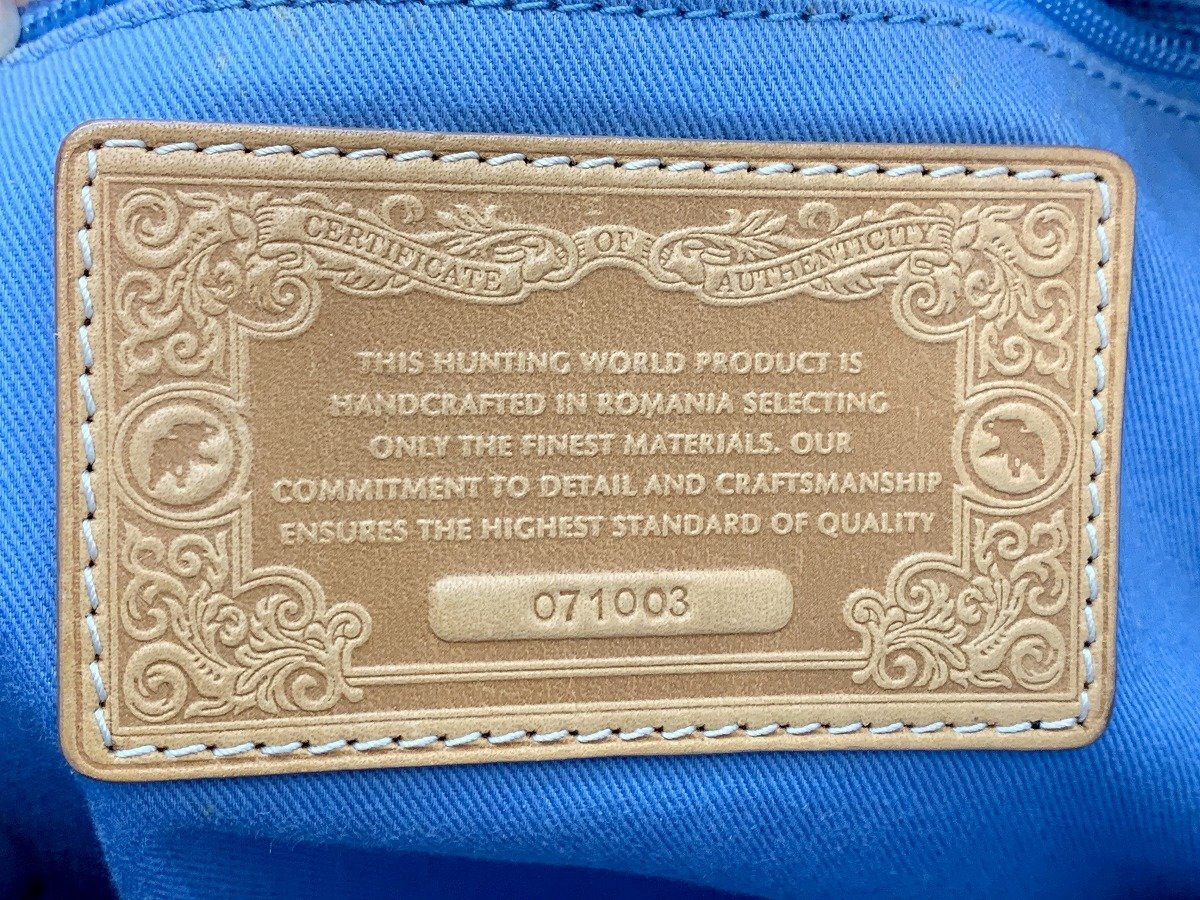 CERTIFICATE OF AUTHENTICITY
THIS HUNTING WORLD PRODUCT IS
HANDCRAFTED IN ROMANIA SELECTING
ONLY THE FINEST MATERIALS. OUR
COMMITMENT TO DETAIL AND CRAFTSMANSHIP
ENSURES THE HIGHEST STANDARD OF QUALITY
071003